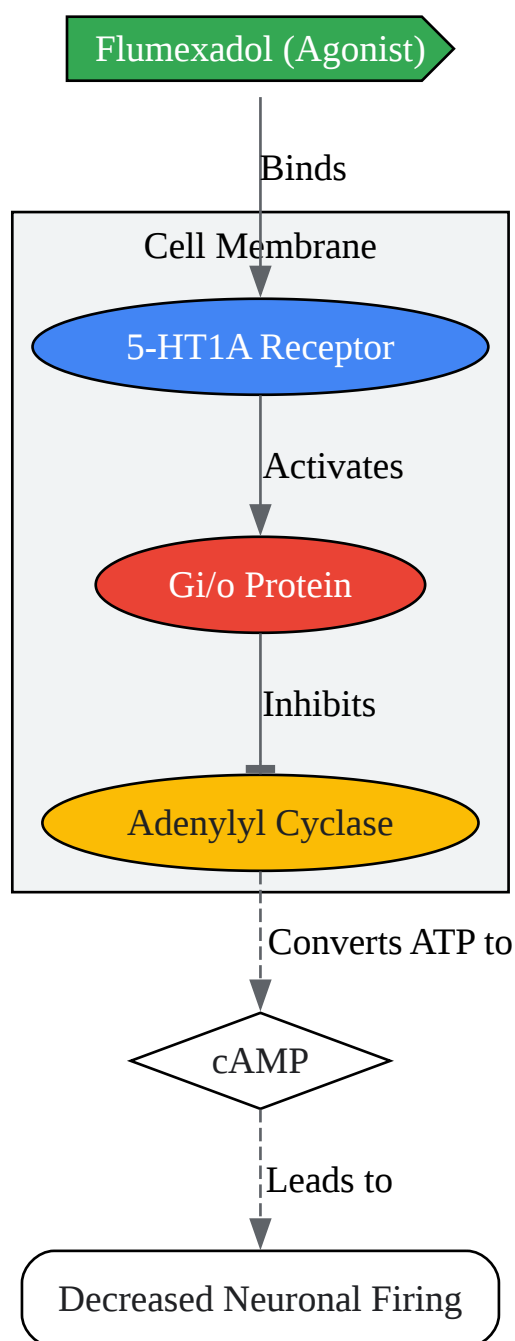 Flumexadol (Agonist)
Binds
Cell Membrane
5-HT1A Receptor
Activates
Gi/o Protein
Inhibits
Adenylyl Cyclase
Converts ATP to
cAMP
Leads to
Decreased Neuronal Firing